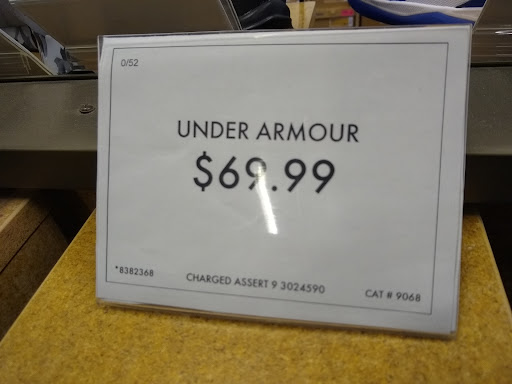 0/52
UNDER ARMOUR
$69.99
*8382368
CHARGED ASSERT 9 3024590
CAT # 9068